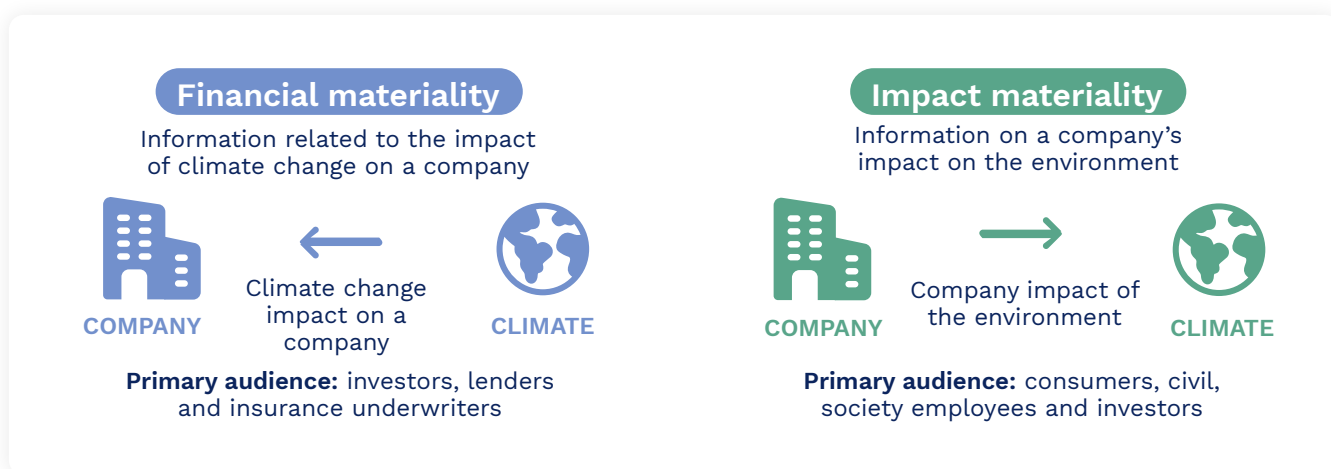 Financial materiality
Information related to the impact
of climate change on a company
COMPANY
Climate change
impact on a
company
CLIMATE
Primary audience: investors, lenders
and insurance underwriters
Impact materiality
Information on a company’s
impact on the environment
COMPANY
Company impact of
the environment
CLIMATE
Primary audience: consumers, civil,
society employees and investors